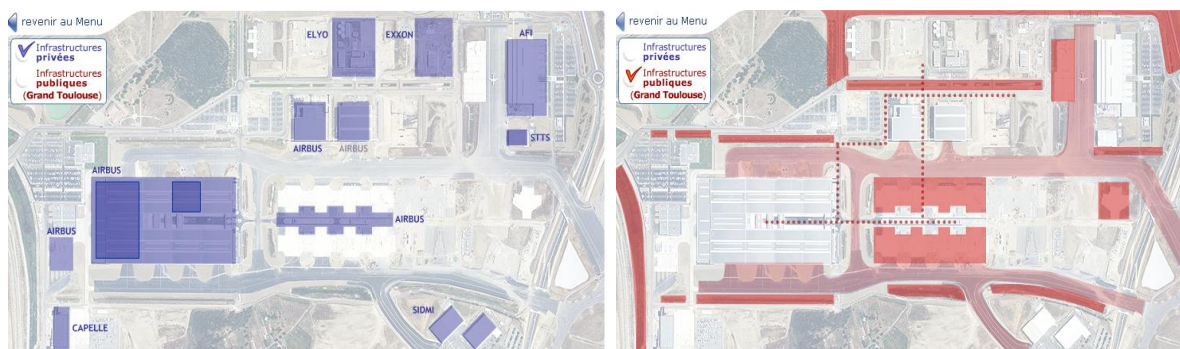 revenir au Menu
Infrastructures
privées
Infrastructures
publiques
(Grand Toulouse)
ELYO
EXXON
AFI
STTS
AIRBUS
AIRBUS
AIRBUS
AIRBUS
AIRBUS
CAPELLE
SIDMI
revenir au Menu
Infrastructures
privées
Infrastructures
publiques
(Grand Toulouse)